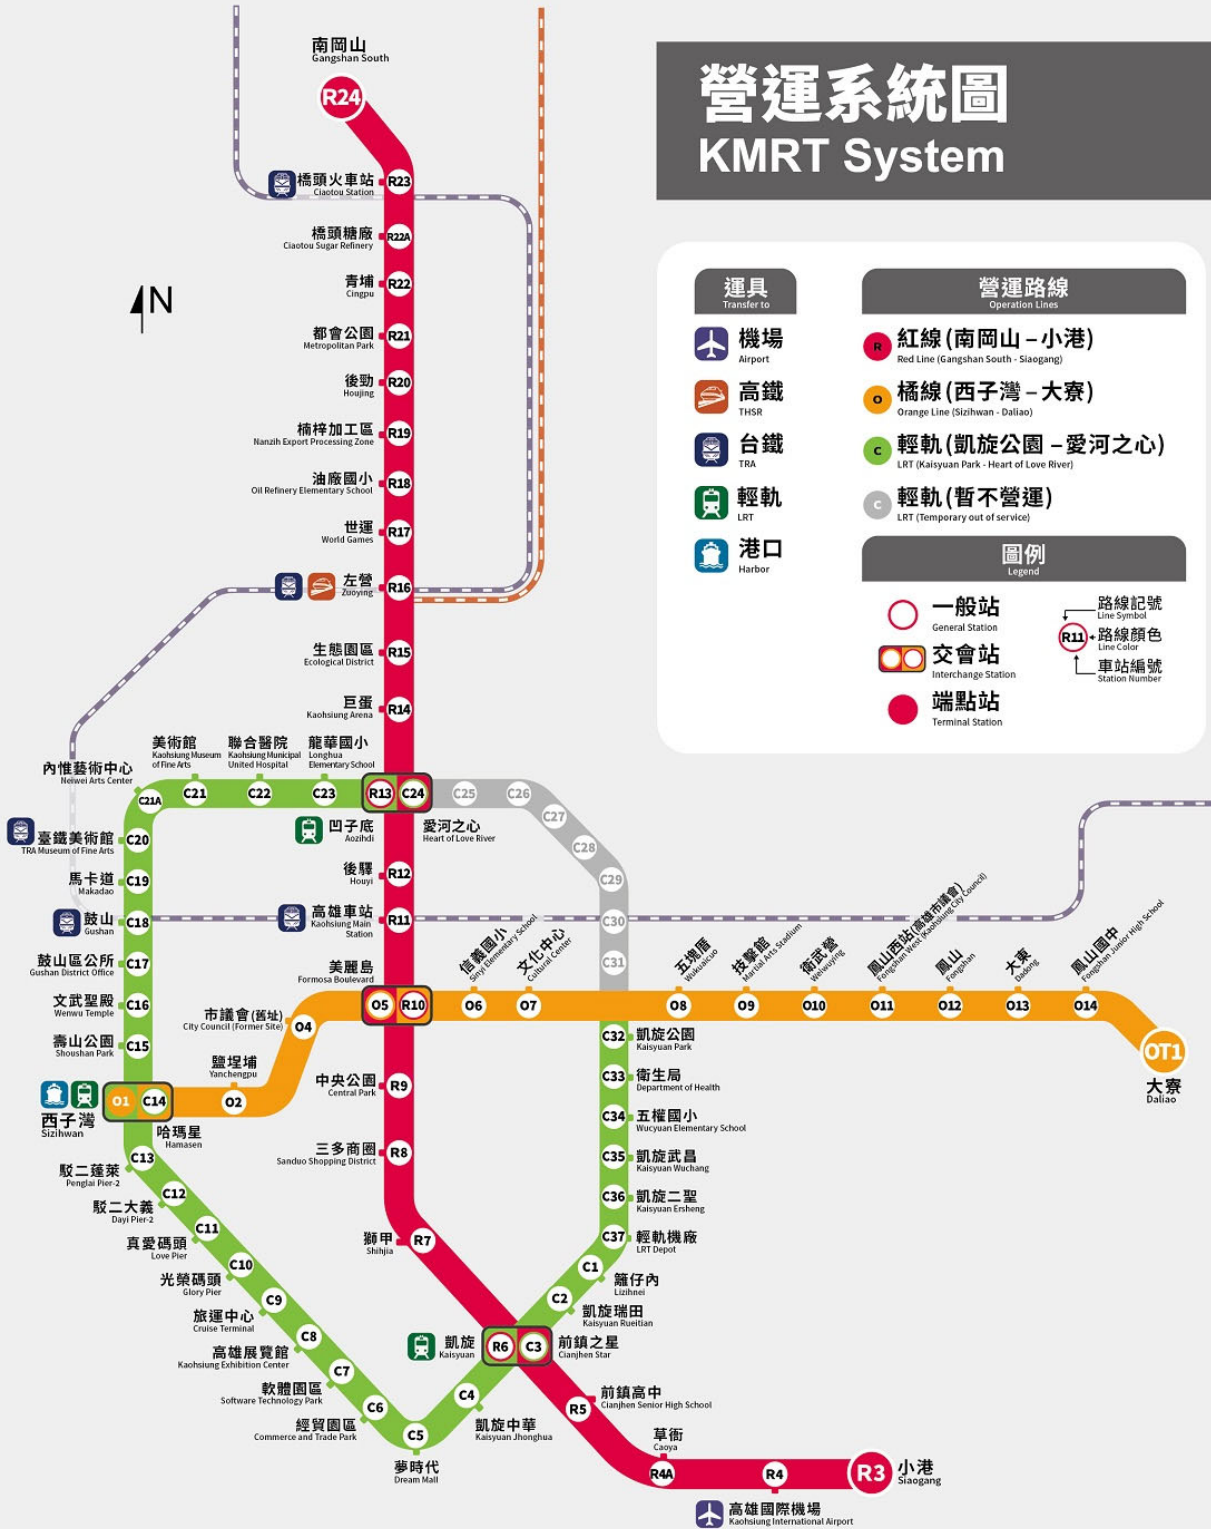 營運系統圖
KMRT System
運具
Transfer to
機場
Airport
高鐵
THSR
台鐵
TRA
輕軌
LRT
港口
Harbor
營運路線
Operation Lines
R
紅線(南岡山–小港)
Red Line (Gangshan South - Siaogang)
O
橘線(西子灣–大寮)
Orange Line (Sizihwan - Daliao)
C
輕軌(凱旋公園–愛河之心)
LRT (Kaisyuan Park - Heart of Love River)
C
輕軌(暫不營運)
LRT (Temporary out of service)
圖例
Legend
一般站
General Station
交會站
Interchange Station
端點站
Terminal Station
R11
路線記號
Line Symbol
路線顏色
Line Color
車站編號
Station Number
N
南岡山
Gangshan South
R24
橋頭火車站
Ciaotou Station
R23
橋頭糖廠
Ciaotou Sugar Refinery
R22A
青埔
Cingpu
R22
都會公園
Metropolitan Park
R21
後勁
Houjing
R20
楠梓加工區
Nanzih Export Processing Zone
R19
油廠國小
Oil Refinery Elementary School
R18
世運
World Games
R17
左營
Zuoying
R16
生態園區
Ecological District
R15
巨蛋
Kaohsiung Arena
R14
內惟藝術中心
Neiwei Arts Center
C21A
美術館
Kaohsiung Museum
of Fine Arts
C21
聯合醫院
Kaohsiung Municipal
United Hospital
C22
龍華國小
Longhua
Elementary School
C23
R13
C24
凹子底
Aozihdi
愛河之心
Heart of Love River
C25
C26
C27
C28
C29
C30
C31
臺鐵美術館
TRA Museum of Fine Arts
C20
馬卡道
Makadao
C19
鼓山
Gushan
C18
鼓山區公所
Gushan District Office
C17
文武聖殿
Wenwu Temple
C16
壽山公園
Shoushan Park
C15
後驛
Houyi
R12
高雄車站
Kaohsiung Main
Station
R11
美麗島
Formosa Boulevard
O5
R10
市議會(舊址)
City Council (Former Site)
O4
鹽埕埔
Yanchengpu
O2
O1
C14
西子灣
Sizihwan
哈瑪星
Hamasen
信義國小
Sinyi Elementary School
O6
文化中心
Cultural Center
O7
五塊厝
Wukuaicuo
O8
技擊館
Martial Arts Stadium
O9
衛武營
Weiwuying
O10
鳳山西站(高雄市議會)
Fongshan West (Kaohsiung City Council)
O11
鳳山
Fongshan
O12
大東
Dadong
O13
鳳山國中
Fongshan Junior High School
O14
OT1
大寮
Daliao
中央公園
Central Park
R9
三多商圈
Sanduo Shopping District
R8
獅甲
Shihjia
R7
凱旋
Kaisyuan
R6
C3
前鎮之星
Cianjhen Star
前鎮高中
Cianjhen Senior High School
R5
草衙
Caoya
R4A
R4
高雄國際機場
Kaohsiung International Airport
R3
小港
Siaogang
C32
凱旋公園
Kaisyuan Park
C33
衛生局
Department of Health
C34
五權國小
Wucyuan Elementary School
C35
凱旋武昌
Kaisyuan Wuchang
C36
凱旋二聖
Kaisyuan Ersheng
C37
輕軌機廠
LRT Depot
C1
籬仔內
Lizihnei
C2
凱旋瑞田
Kaisyuan Rueitian
C4
凱旋中華
Kaisyuan Jhonghua
C5
夢時代
Dream Mall
C6
經貿園區
Commerce and Trade Park
C7
軟體園區
Software Technology Park
C8
高雄展覽館
Kaohsiung Exhibition Center
C9
旅運中心
Cruise Terminal
C10
光榮碼頭
Glory Pier
C11
真愛碼頭
Love Pier
C12
駁二大義
Dayi Pier-2
C13
駁二蓬萊
Penglai Pier-2